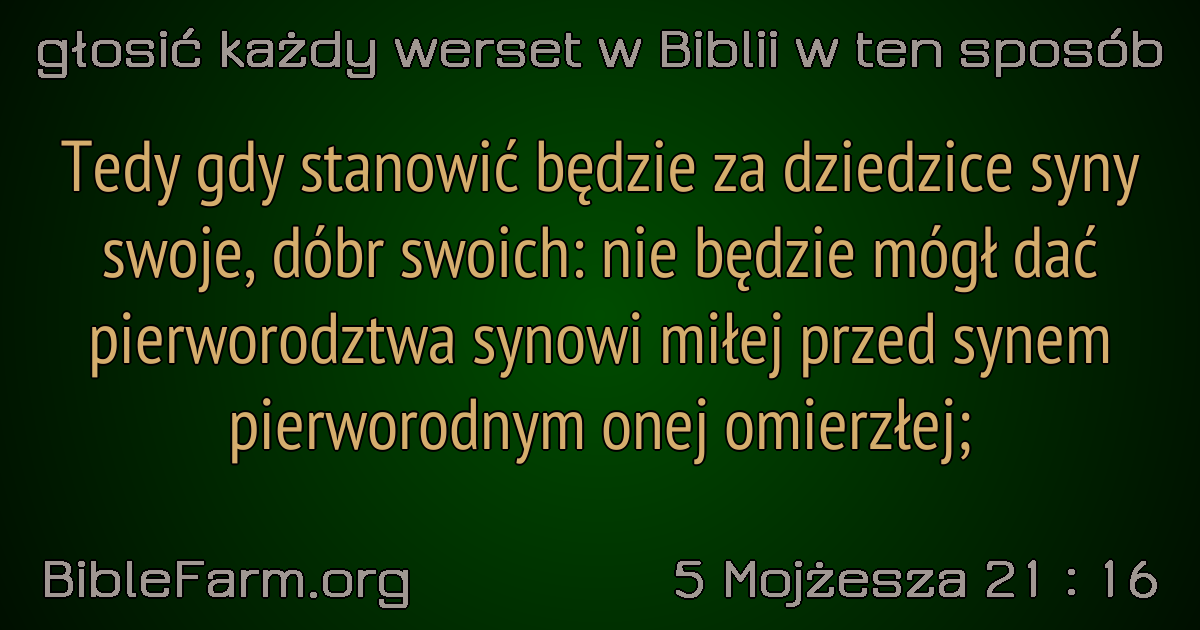 głosić każdy werset w Biblii w ten sposób
Tedy gdy stanowić będzie za dziedzice syny
swoje, dóbr swoich: nie będzie mógł dać
pierworodztwa synowi miłej przed synem
pierworodnym onej omierzłej;
BibleFarm.org
5 Mojżesza 21 : 16